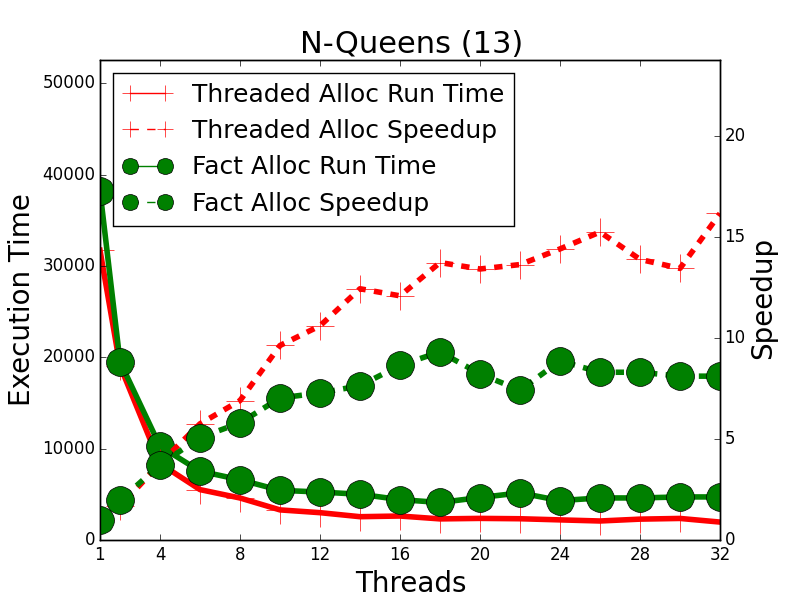 N-Queens (13)
Threaded Alloc Run Time
Threaded Alloc Speedup
Fact Alloc Run Time
Fact Alloc Speedup
Execution Time
50000
40000
30000
20000
10000
0
Speedup
20
15
10
5
0
1 4 8 12 16 20 24 28 32
Threads